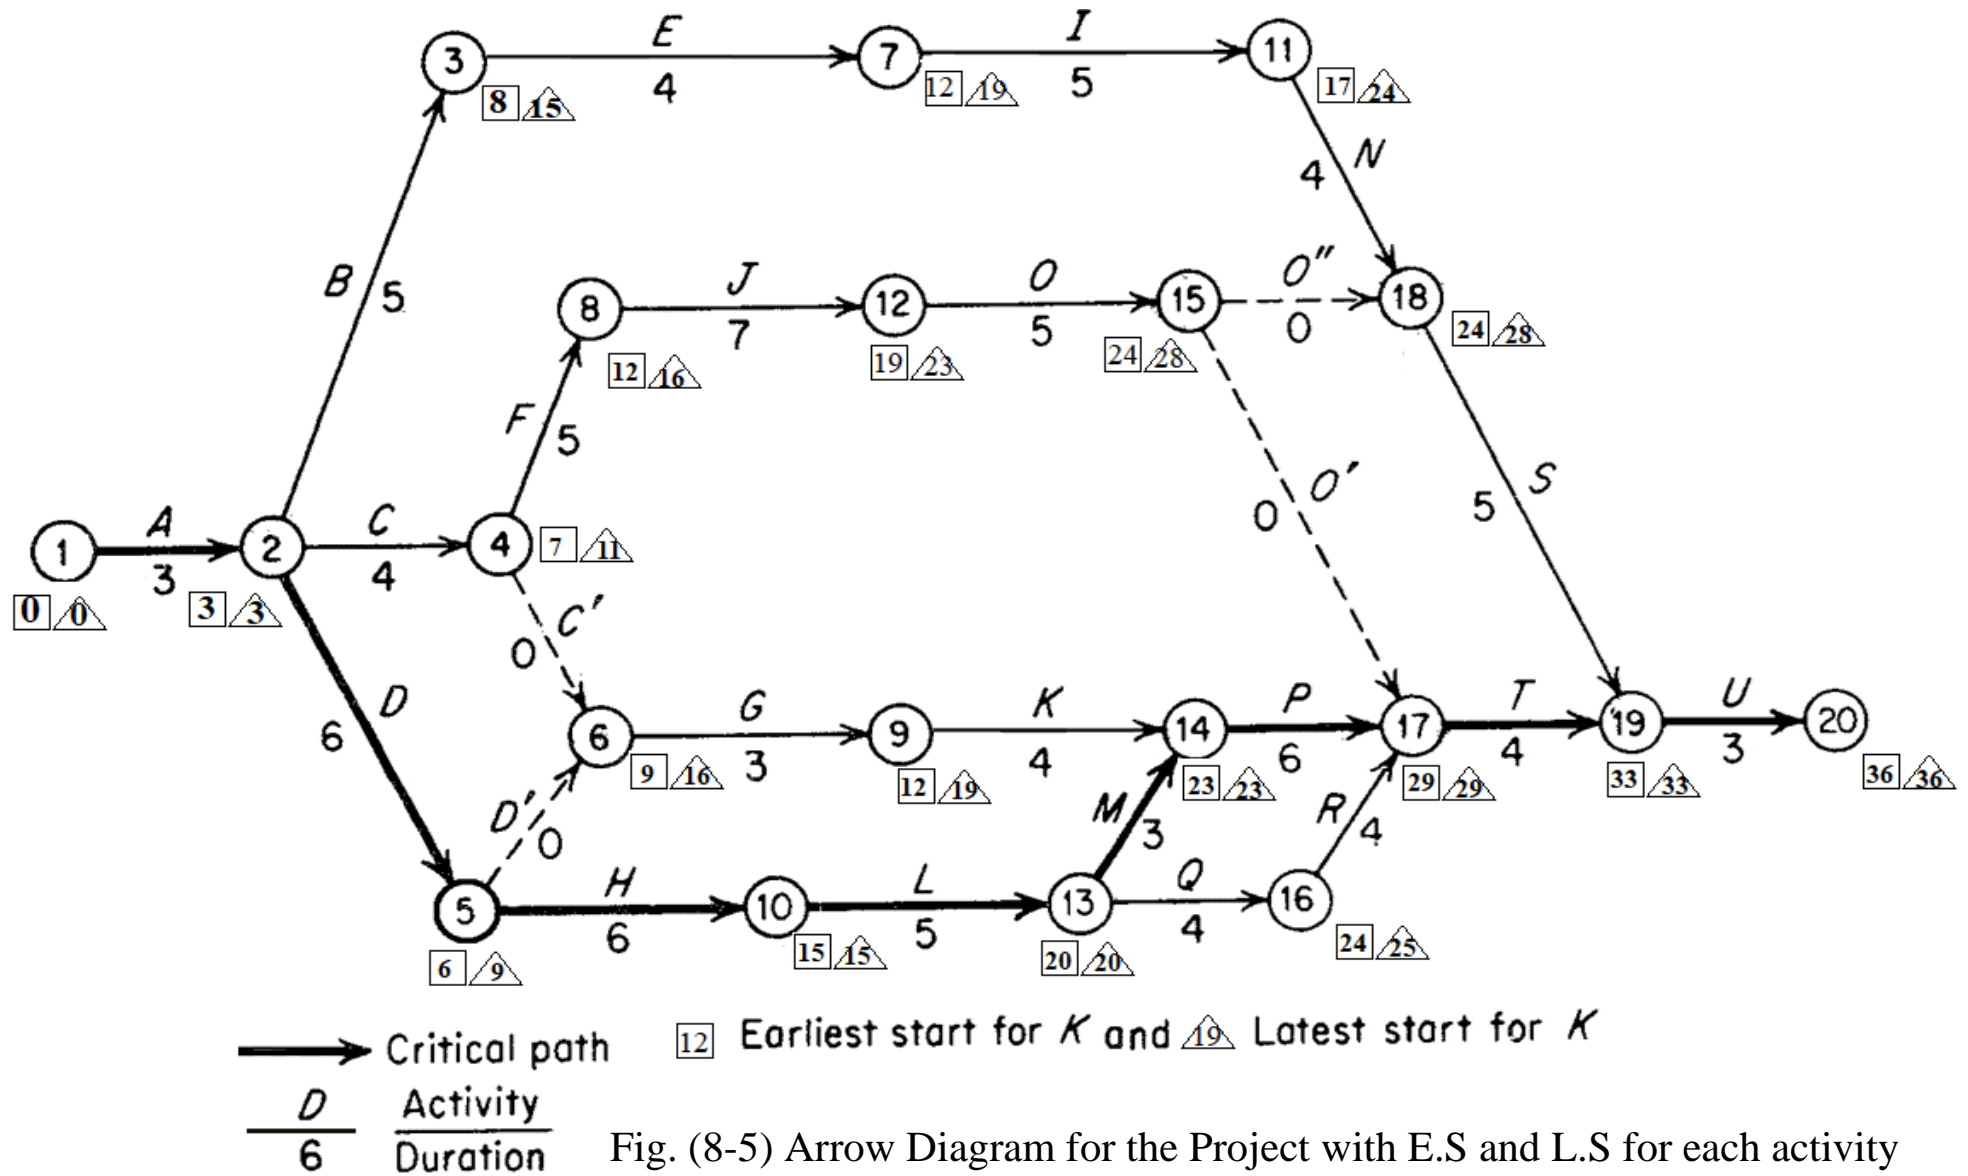 E
3
7
I
11
4
5
8 15
12 19
17 24
N
4
B
5
J
O
O"
8
12
15
18
7
5
0
12 16
19 23
24 28
24 28
F
5
S
5
O'
0
A
C
1
2
4
7 11
3
4
0 0
3 3
C'
0
D
6
G
K
P
T
U
6
9
14
17
19
20
3
4
6
4
3
9 16
12 19
23 23
29 29
33 33
36 36
D'
0
M
3
R
4
H
L
Q
5
10
13
16
6
5
4
6 9
15 15
20 20
24 25
Critical path
12 Earliest start for K and 19 Latest start for K
D Activity
6 Duration
Fig. (8-5) Arrow Diagram for the Project with E.S and L.S for each activity